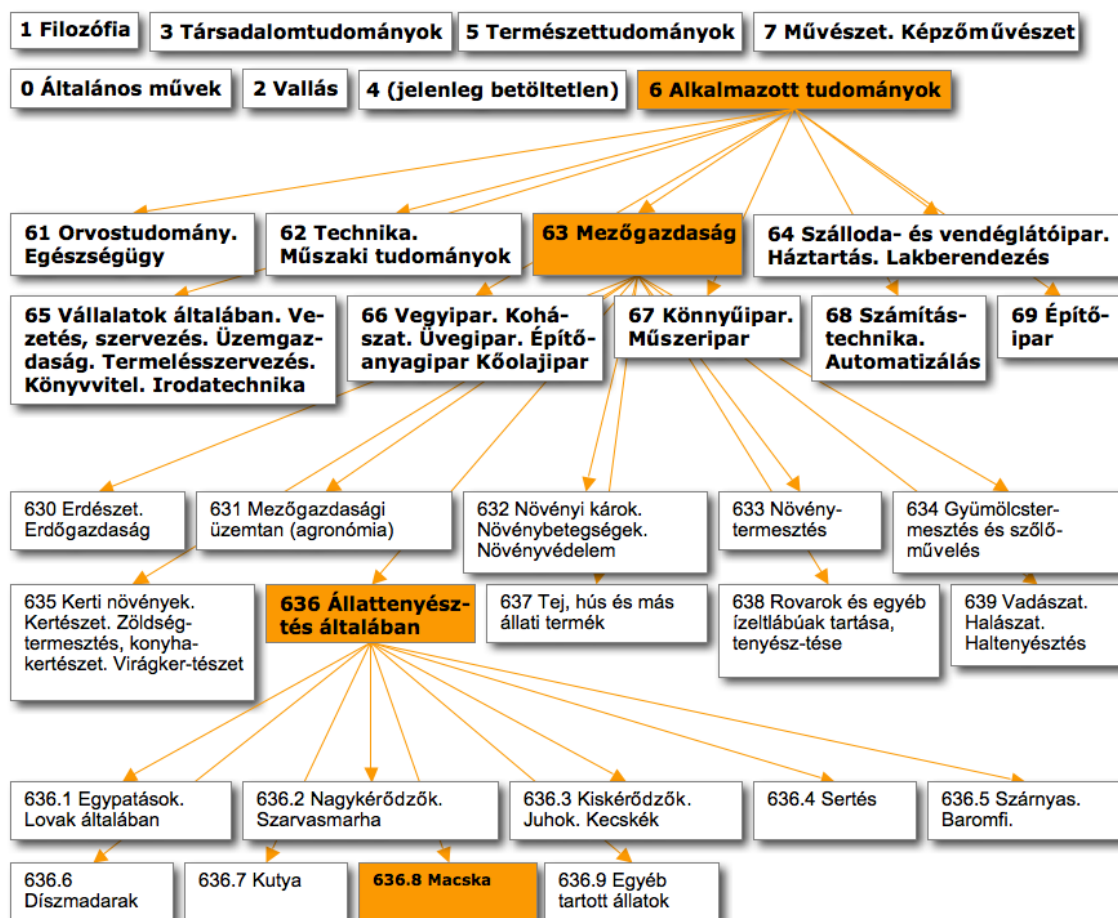 1 Filozófia
3 Társadalomtudományok
5 Természettudományok
7 Művészet. Képzőművészet
0 Általános művek
2 Vallás
4 (jelenleg betöltetlen)
6 Alkalmazott tudományok
61 Orvostudomány.
Egészségügy
62 Technika.
Műszaki tudományok
63 Mezőgazdaság
64 Szálloda- és vendéglátóipar.
Háztartás. Lakberendezés
65 Vállalatok általában. Ve-
zetés, szervezés. Üzemgaz-
daság. Termelésszervezés.
Könyvvitel. Irodatechnika
66 Vegyipar. Kohá-
szat. Üvegipar. Építő-
anyagipar Kőolajipar
67 Könnyűipar.
Műszeripar
68 Számítás-
technika.
Automatizálás
69 Építő-
ipar
630 Erdészet.
Erdőgazdaság
631 Mezőgazdasági
üzemtan (agronómia)
632 Növényi károk.
Növénybetegségek.
Növényvédelem
633 Növény-
termesztés
634 Gyümölcster-
mesztés és szőlő-
művelés
635 Kerti növények.
Kertészet. Zöldség-
termesztés, konyha-
kertészet. Virágker-tészet
636 Állattenyész-
tés általában
637 Tej, hús és más
állati termék
638 Rovarok és egyéb
ízeltlábúak tartása,
tenyész-tése
639 Vadászat.
Halászat.
Haltenyésztés
636.1 Egypatások.
Lovak általában
636.2 Nagykérődzők.
Szarvasmarha
636.3 Kiskérődzők.
Juhok. Kecskék
636.4 Sertés
636.5 Szárnyas.
Baromfi.
636.6
Díszmadarak
636.7 Kutya
636.8 Macska
636.9 Egyéb
tartott állatok